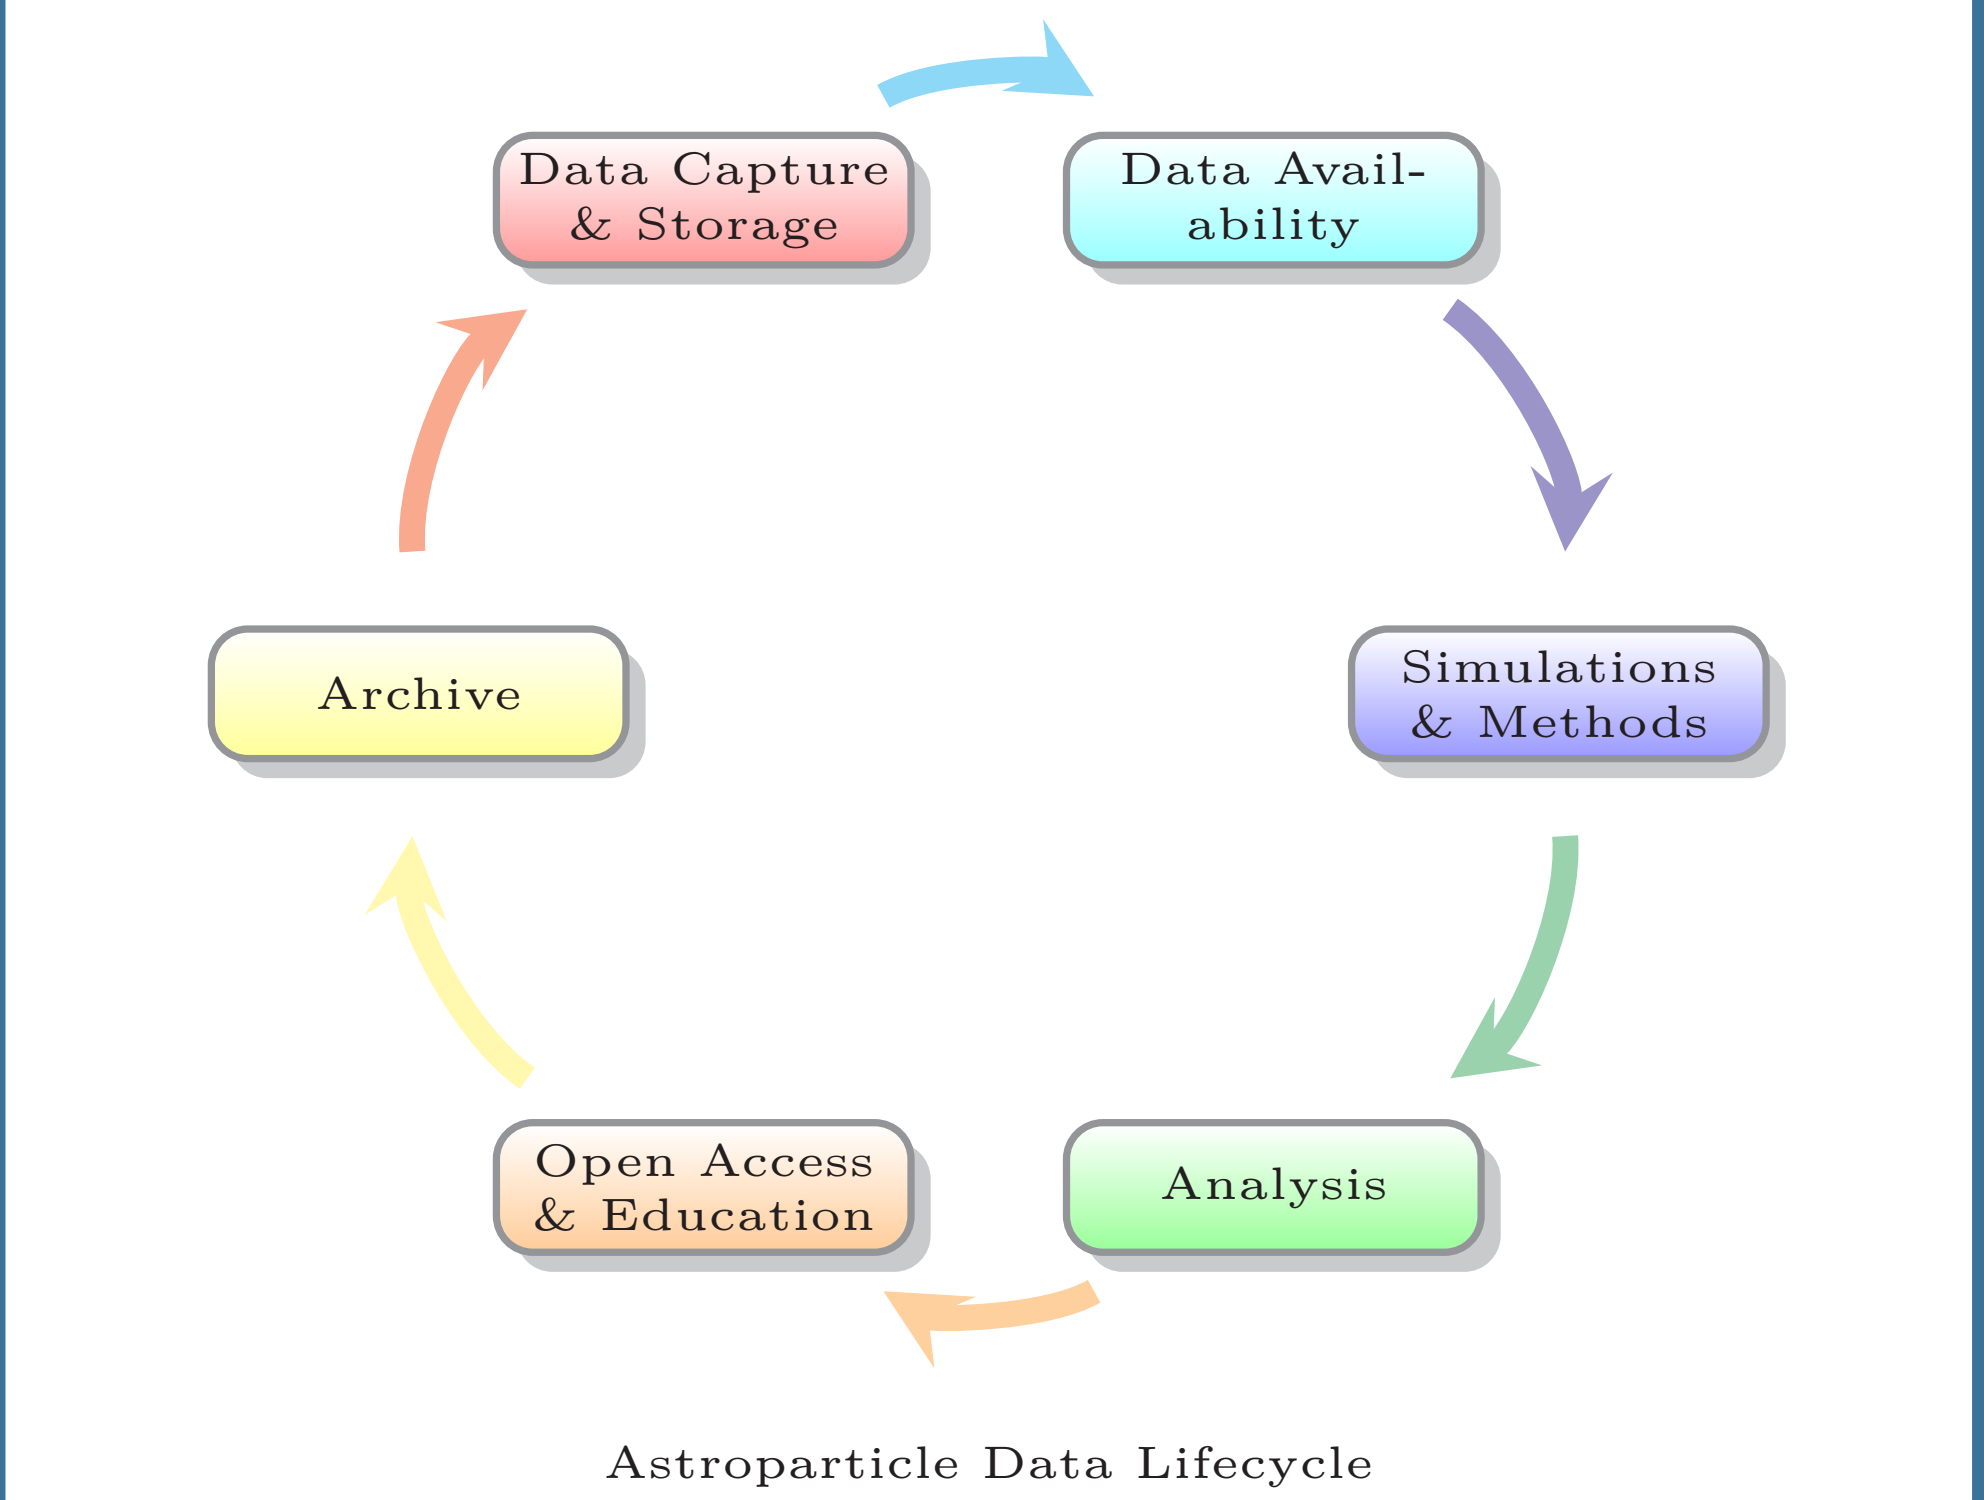 Data Capture
& Storage
Data Avail-
ability
Simulations
& Methods
Analysis
Open Access
& Education
Archive
Astroparticle Data Lifecycle